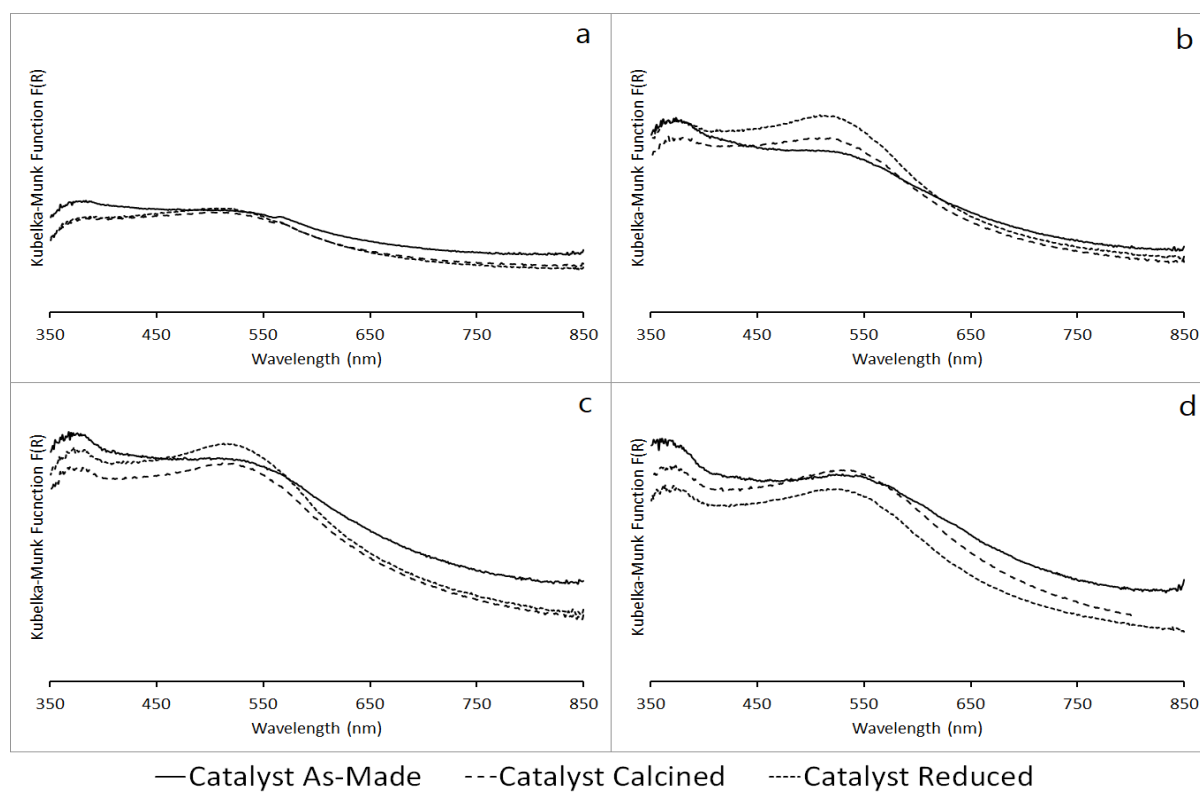 a
Kubelka-Munk Function F(R)
350 450 550 650 750 850
Wavelength (nm)
b
Kubelka-Munk Function F(R)
350 450 550 650 750 850
Wavelength (nm)
c
Kubelka-Munk Fucnction F(R)
350 450 550 650 750 850
Wavelength (nm)
d
Kubelka-Munk Function F(R)
350 450 550 650 750 850
Wavelength (nm)
Catalyst As-Made Catalyst Calcined Catalyst Reduced